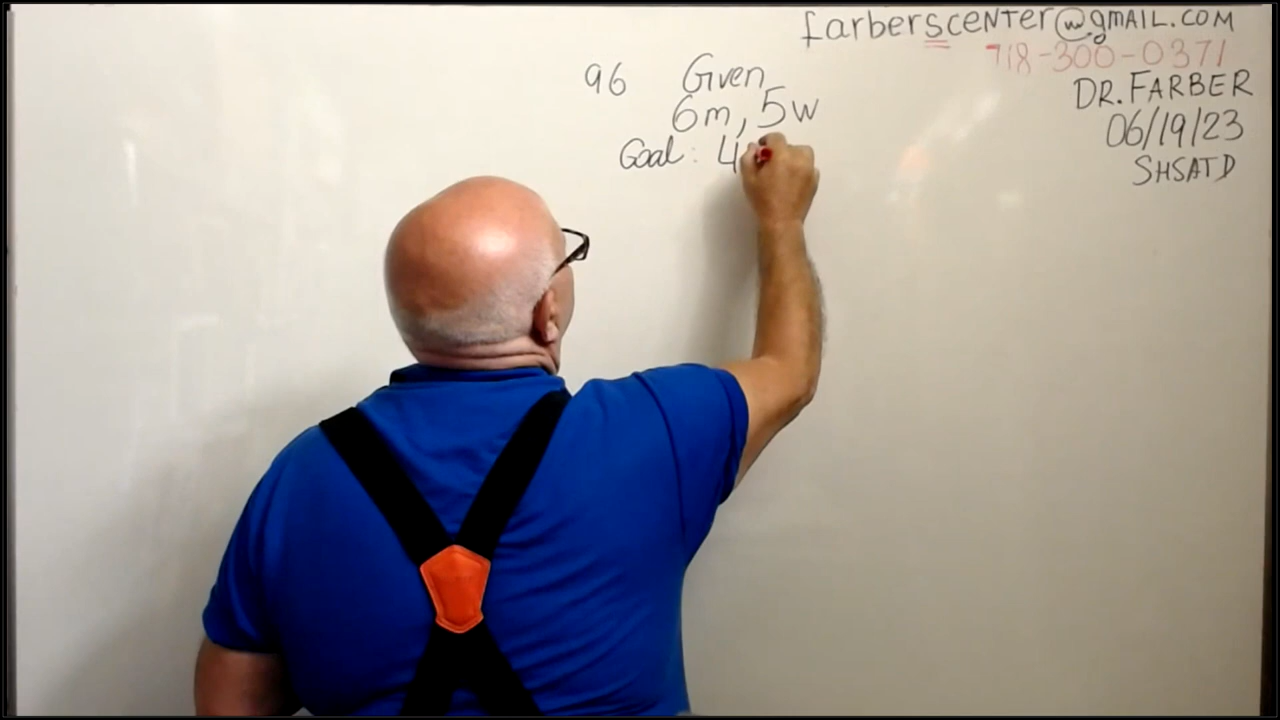 farberscenter@gmail.com
718-300-0371
DR. FARBER
06/19/23
SHSATD
96 Given
6m, 5w
Goal: 4